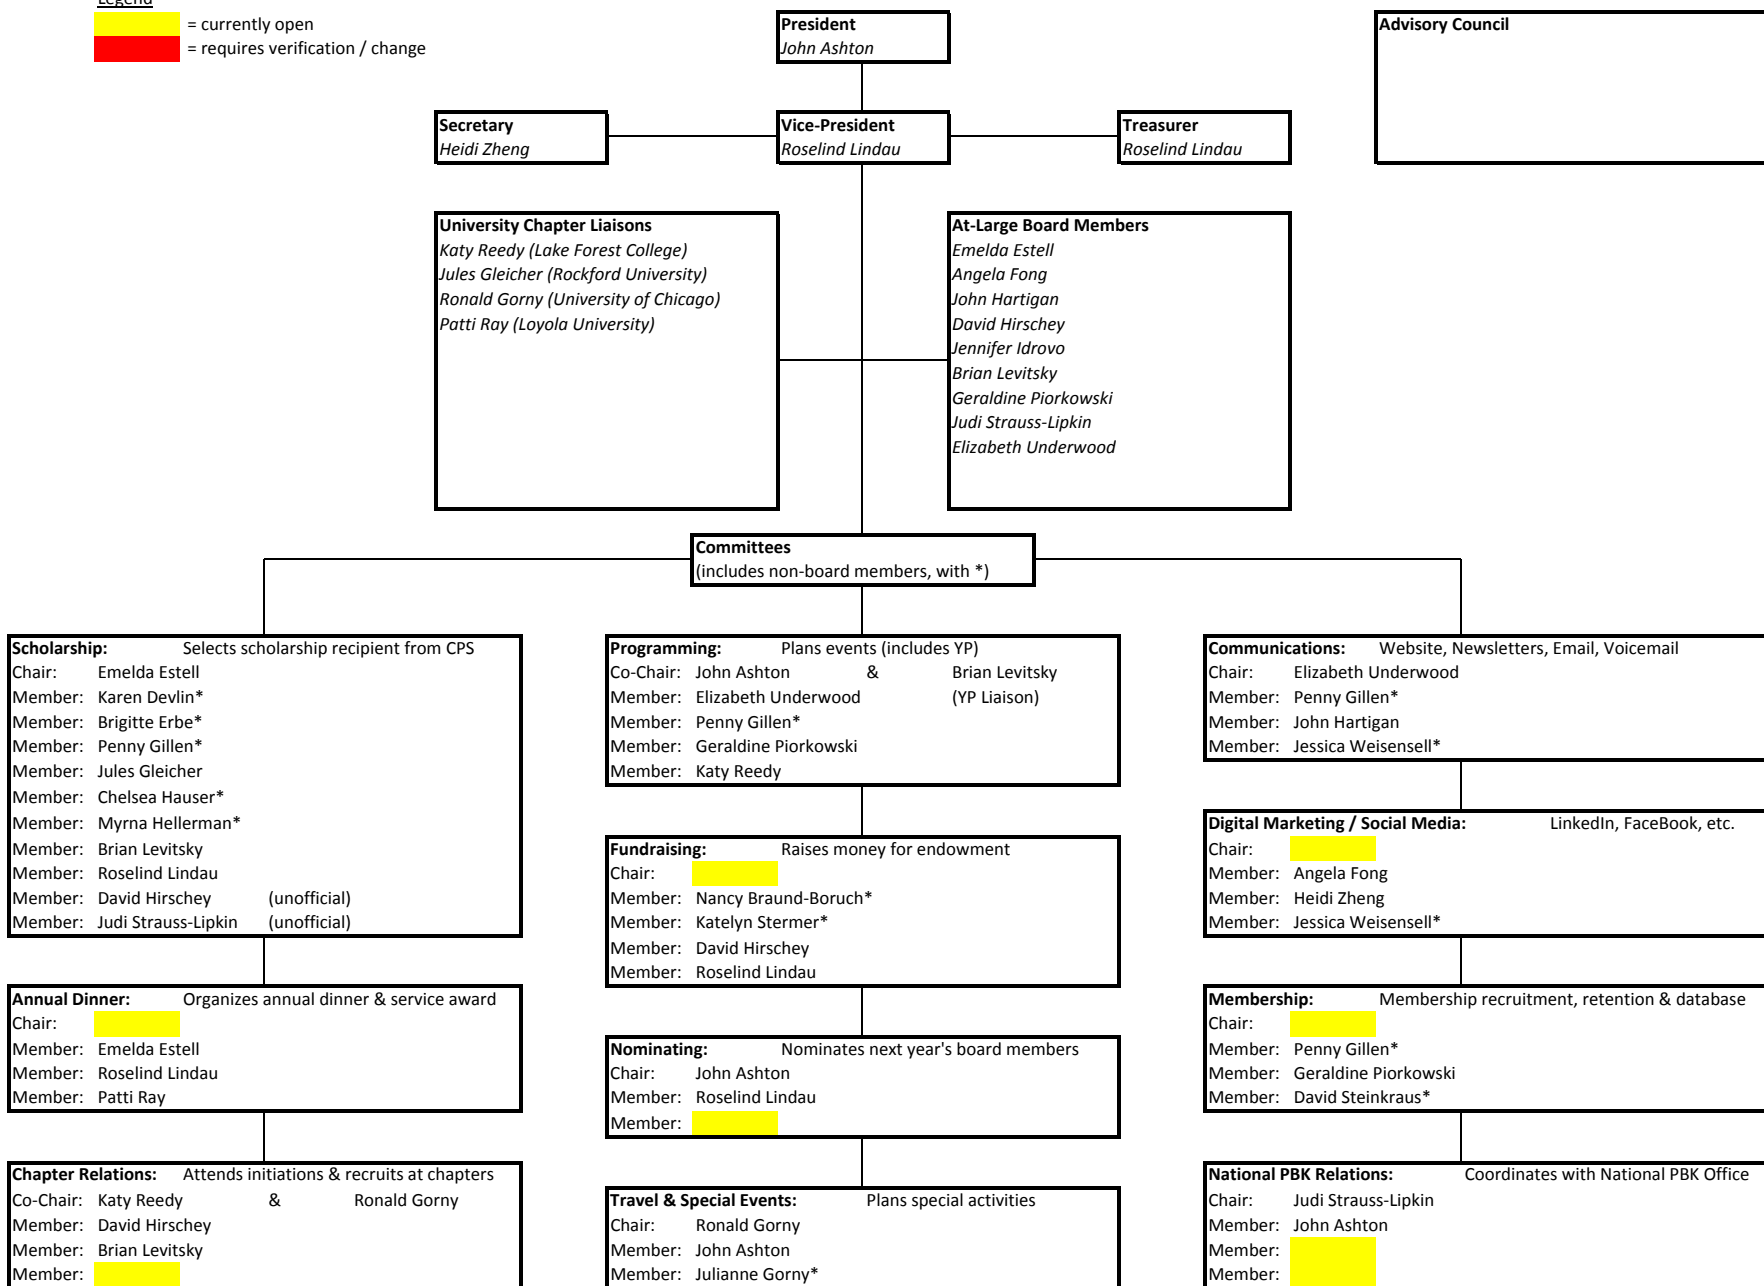 Legend
= currently open
= requires verification / change
President
John Ashton
Advisory Council
Secretary
Heidi Zheng
Vice-President
Roselind Lindau
Treasurer
Roselind Lindau
University Chapter Liaisons
Katy Reedy (Lake Forest College)
Jules Gleicher (Rockford University)
Ronald Gorny (University of Chicago)
Patti Ray (Loyola University)
At-Large Board Members
Emelda Estell
Angela Fong
John Hartigan
David Hirschey
Jennifer Idrovo
Brian Levitsky
Geraldine Piorkowski
Judi Strauss-Lipkin
Elizabeth Underwood
Committees
(includes non-board members, with *)
Scholarship: Selects scholarship recipient from CPS
Chair: Emelda Estell
Member: Karen Devlin*
Member: Brigitte Erbe*
Member: Penny Gillen*
Member: Jules Gleicher
Member: Chelsea Hauser*
Member: Myrna Hellerman*
Member: Brian Levitsky
Member: Roselind Lindau
Member: David Hirschey (unofficial)
Member: Judi Strauss-Lipkin (unofficial)
Annual Dinner: Organizes annual dinner & service award
Chair:
Member: Emelda Estell
Member: Roselind Lindau
Member: Patti Ray
Chapter Relations: Attends initiations & recruits at chapters
Co-Chair: Katy Reedy & Ronald Gorny
Member: David Hirschey
Member: Brian Levitsky
Member:
Programming: Plans events (includes YP)
Co-Chair: John Ashton & Brian Levitsky
Member: Elizabeth Underwood (YP Liaison)
Member: Penny Gillen*
Member: Geraldine Piorkowski
Member: Katy Reedy
Fundraising: Raises money for endowment
Chair:
Member: Nancy Braund-Boruch*
Member: Katelyn Stermer*
Member: David Hirschey
Member: Roselind Lindau
Nominating: Nominates next year's board members
Chair: John Ashton
Member: Roselind Lindau
Member:
Travel & Special Events: Plans special activities
Chair: Ronald Gorny
Member: John Ashton
Member: Julianne Gorny*
Communications: Website, Newsletters, Email, Voicemail
Chair: Elizabeth Underwood
Member: Penny Gillen*
Member: John Hartigan
Member: Jessica Weisensell*
Digital Marketing / Social Media: LinkedIn, FaceBook, etc.
Chair:
Member: Angela Fong
Member: Heidi Zheng
Member: Jessica Weisensell*
Membership: Membership recruitment, retention & database
Chair:
Member: Penny Gillen*
Member: Geraldine Piorkowski
Member: David Steinkraus*
National PBK Relations: Coordinates with National PBK Office
Chair: Judi Strauss-Lipkin
Member: John Ashton
Member:
Member: